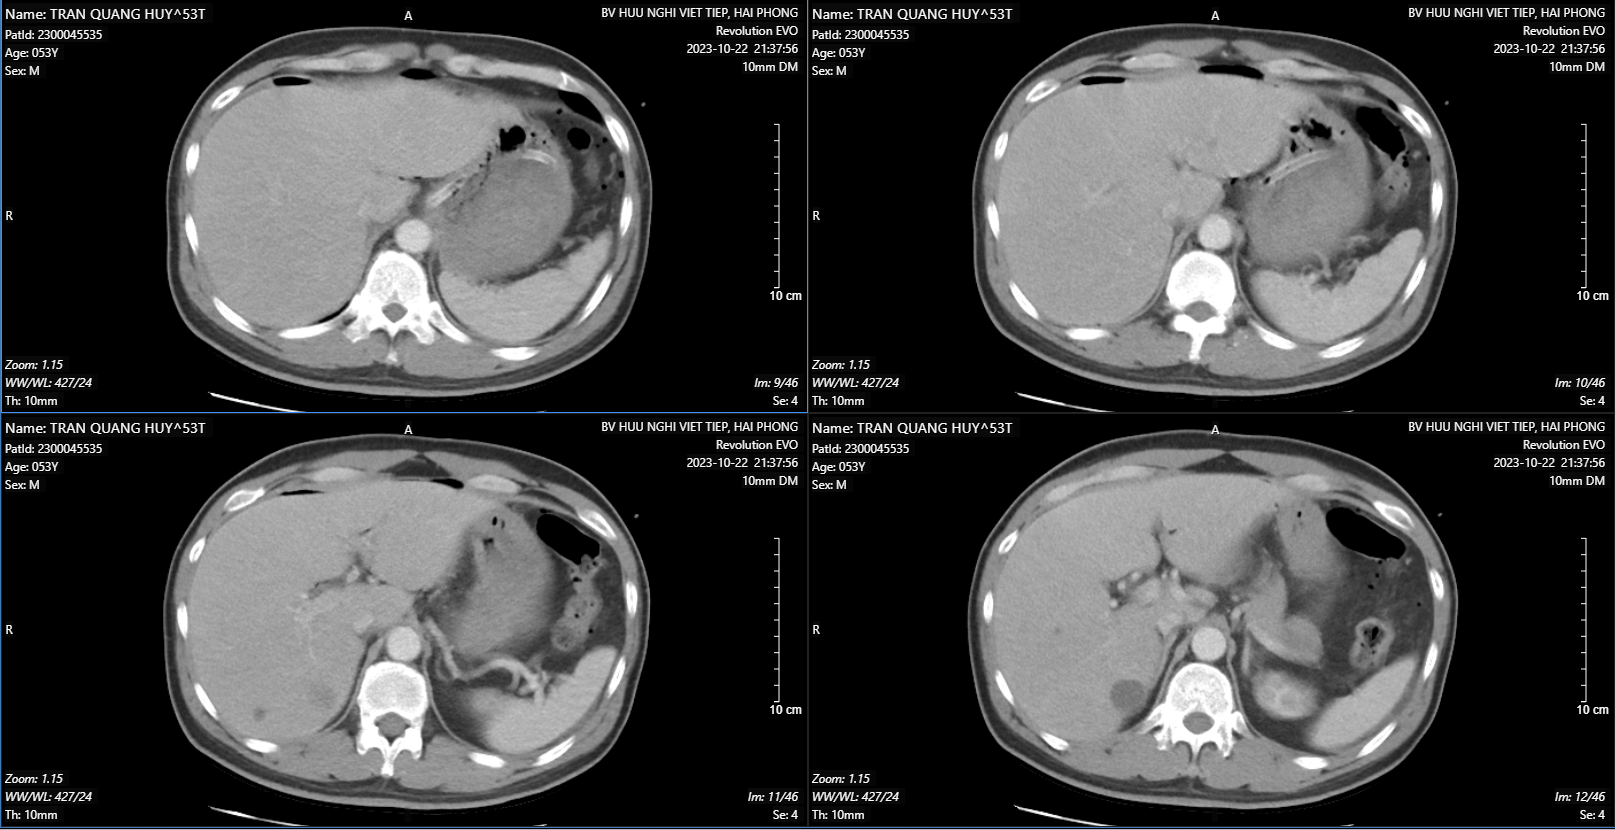 Name: TRAN QUANG HUY^53T
PatId: 2300045535
Age: 053Y
Sex: M
A
BV HUU NGHI VIET TIEP, HAI PHONG
Revolution EVO
2023-10-22 21:37:56
10mm DM
R
10 cm
Zoom: 1.15
WW/WL: 427/24
Th: 10mm
Im: 9/46
Se: 4
Name: TRAN QUANG HUY^53T
PatId: 2300045535
Age: 053Y
Sex: M
A
BV HUU NGHI VIET TIEP, HAI PHONG
Revolution EVO
2023-10-22 21:37:56
10mm DM
R
10 cm
Zoom: 1.15
WW/WL: 427/24
Th: 10mm
Im: 10/46
Se: 4
Name: TRAN QUANG HUY^53T
PatId: 2300045535
Age: 053Y
Sex: M
A
BV HUU NGHI VIET TIEP, HAI PHONG
Revolution EVO
2023-10-22 21:37:56
10mm DM
R
10 cm
Zoom: 1.15
WW/WL: 427/24
Th: 10mm
Im: 11/46
Se: 4
Name: TRAN QUANG HUY^53T
PatId: 2300045535
Age: 053Y
Sex: M
A
BV HUU NGHI VIET TIEP, HAI PHONG
Revolution EVO
2023-10-22 21:37:56
10mm DM
R
10 cm
Zoom: 1.15
WW/WL: 427/24
Th: 10mm
Im: 12/46
Se: 4